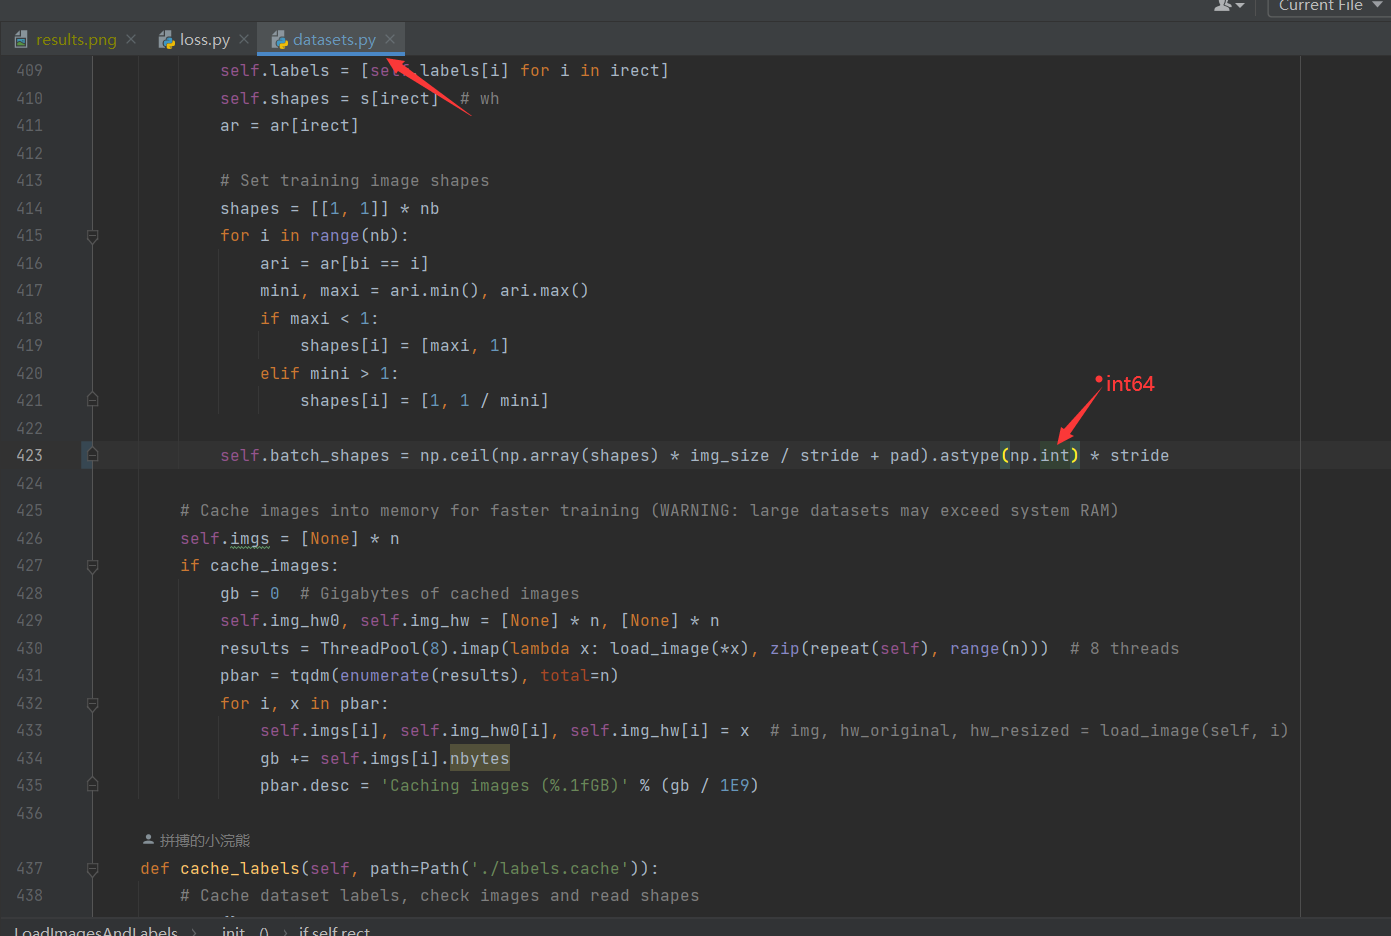 Current File
results.png × loss.py × datasets.py ×
409 self.labels = [self.labels[i] for i in irect]
410 self.shapes = s[irect] # wh
411 ar = ar[irect]
412
413 # Set training image shapes
414 shapes = [[1, 1]] * nb
415 for i in range(nb):
416 ari = ar[bi == i]
417 mini, maxi = ari.min(), ari.max()
418 if maxi < 1:
419 shapes[i] = [maxi, 1]
420 elif mini > 1:
421 shapes[i] = [1, 1 / mini]
int64
422
423 self.batch_shapes = np.ceil(np.array(shapes) * img_size / stride + pad).astype(np.int) * stride
424
425 # Cache images into memory for faster training (WARNING: large datasets may exceed system RAM)
426 self.imgs = [None] * n
427 if cache_images:
428 gb = 0 # Gigabytes of cached images
429 self.img_hw0, self.img_hw = [None] * n, [None] * n
430 results = ThreadPool(8).imap(lambda x: load_image(*x), zip(repeat(self), range(n))) # 8 threads
431 pbar = tqdm(enumerate(results), total=n)
432 for i, x in pbar:
433 self.imgs[i], self.img_hw0[i], self.img_hw[i] = x # img, hw_original, hw_resized = load_image(self, i)
434 gb += self.imgs[i].nbytes
435 pbar.desc = 'Caching images (%.1fGB)' % (gb / 1E9)
436
拼搏的小浣熊
437 def cache_labels(self, path=Path('./labels.cache')):
438 # Cache dataset labels, check images and read shapes
LoadImagesAndLabels > __init__() > if self.rect